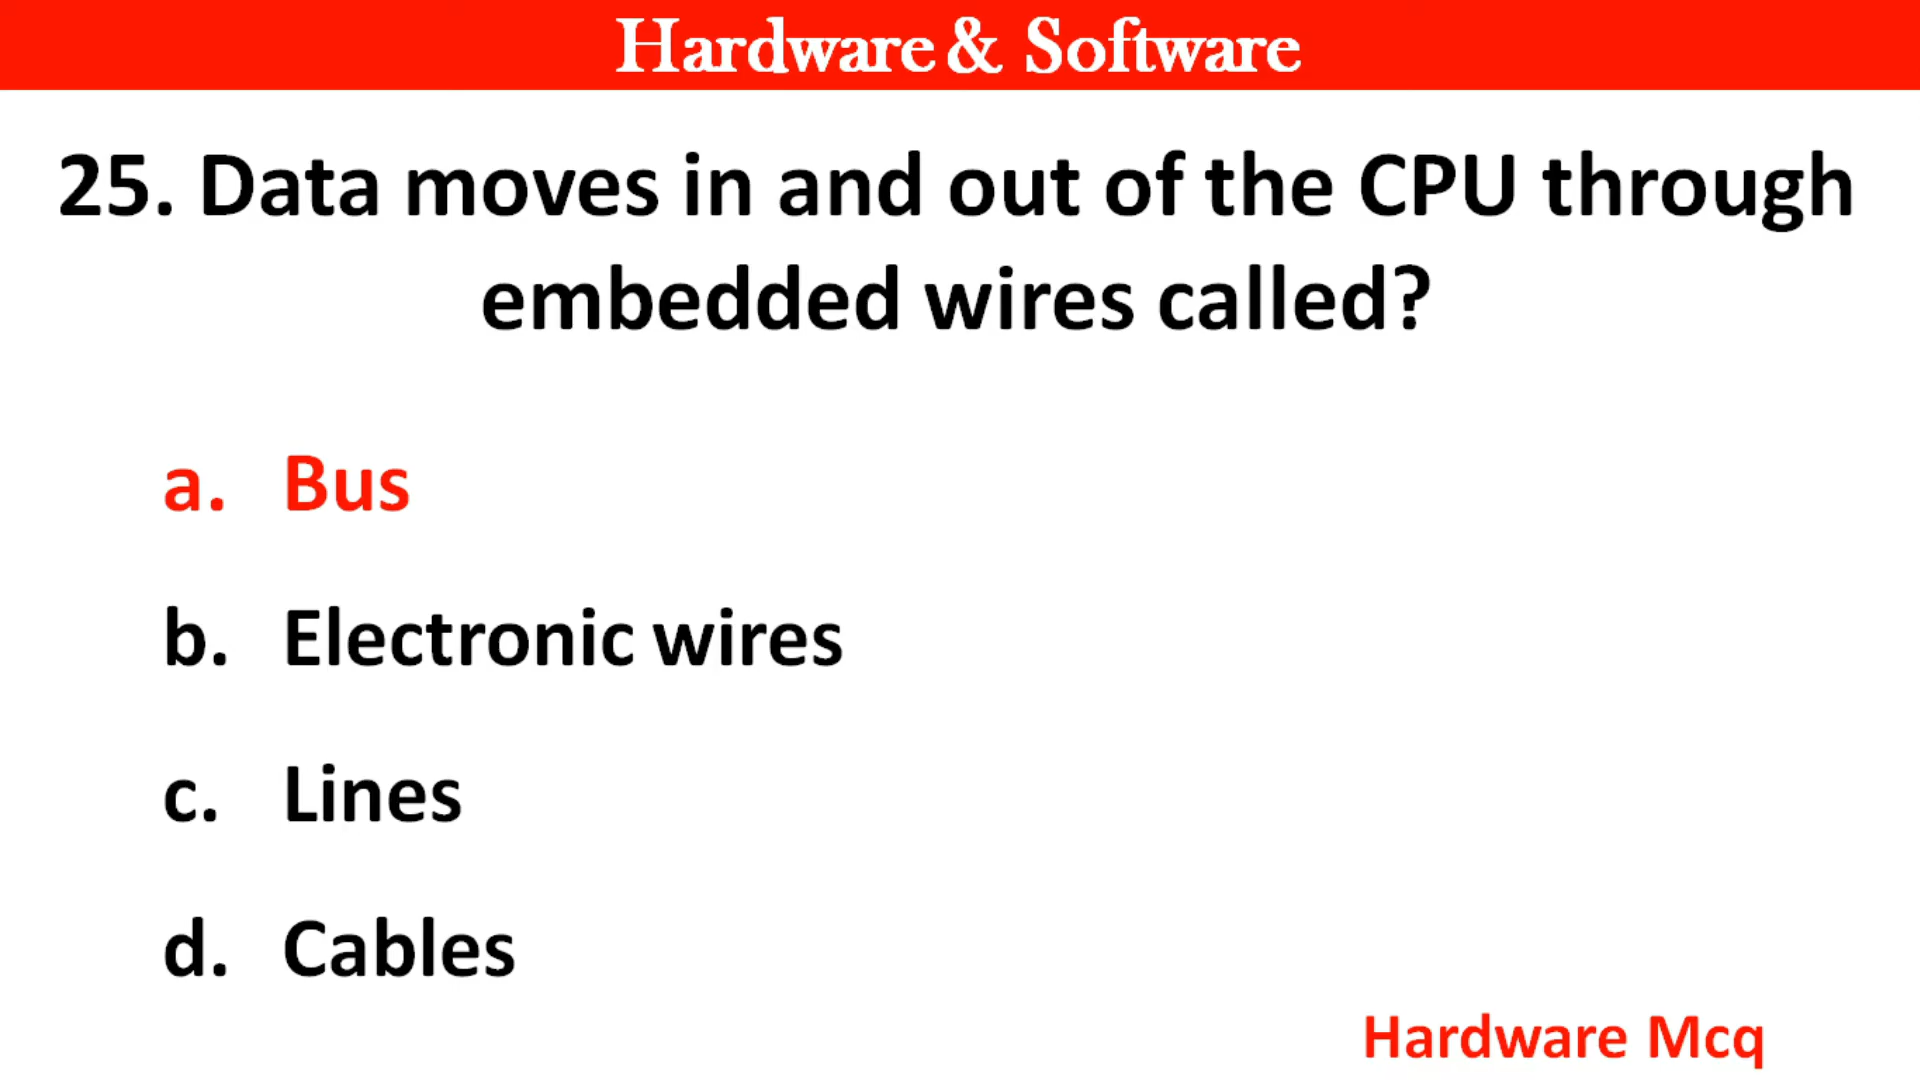 Hardware & Software
25. Data moves in and out of the CPU through
embedded wires called?
a. Bus
b. Electronic wires
c. Lines
d. Cables
Hardware Mcq